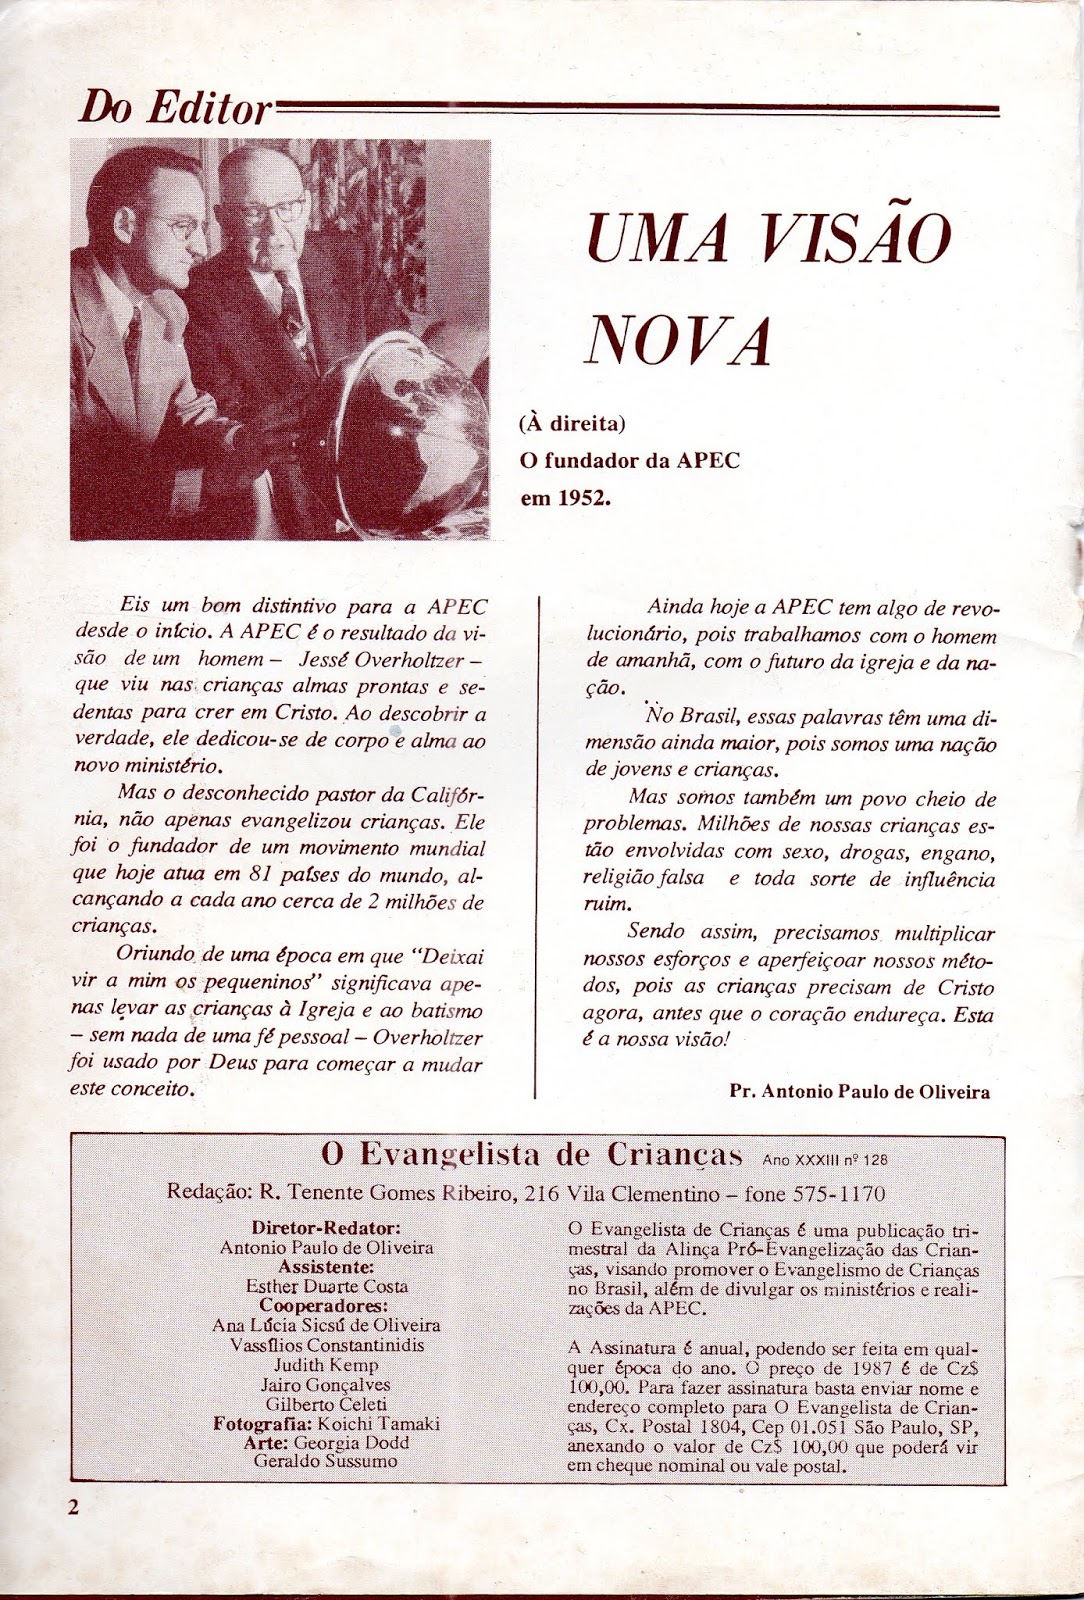 Do Editor
UMA VISÃO
NOVA
(À direita)
O fundador da APEC
em 1952.
Eis um bom distintivo para a APEC
desde o início. A APEC é o resultado da vi-
são de um homem – Jessé Overholtzer –
que viu nas crianças almas prontas e se-
dentas para crer em Cristo. Ao descobrir a
verdade, ele dedicou-se de corpo e alma ao
novo ministério.
Mas o desconhecido pastor da Califór-
nia, não apenas evangelizou crianças. Ele
foi o fundador de um movimento mundial
que hoje atua em 81 países do mundo, al-
cançando a cada ano cerca de 2 milhões de
crianças.
Oriundo de uma época em que “Deixai
vir a mim os pequeninos” significava ape-
nas levar as crianças à Igreja e ao batismo
– sem nada de uma fé pessoal – Overholtzer
foi usado por Deus para começar a mudar
este conceito.
Ainda hoje a APEC tem algo de revo-
lucionário, pois trabalhamos com o homem
de amanhã, com o futuro da igreja e da na-
ção.
No Brasil, essas palavras têm uma di-
mensão ainda maior, pois somos uma nação
de jovens e crianças.
Mas somos também um povo cheio de
problemas. Milhões de nossas crianças es-
tão envolvidas com sexo, drogas, engano,
religião falsa e toda sorte de influência
ruim.
Sendo assim, precisamos multiplicar
nossos esforços e aperfeiçoar nossos méto-
dos, pois as crianças precisam de Cristo
agora, antes que o coração endureça. Esta
é a nossa visão!
Pr. Antonio Paulo de Oliveira
O Evangelista de Crianças Ano XXXIII nº 128
Redação: R. Tenente Gomes Ribeiro, 216 Vila Clementino – fone 575-1170
Diretor-Redator:
Antonio Paulo de Oliveira
Assistente:
Esther Duarte Costa
Cooperadores:
Ana Lúcia Sicsú de Oliveira
Vassílios Constantinidis
Judith Kemp
Jairo Gonçalves
Gilberto Celeti
Fotografia: Koichi Tamaki
Arte: Georgia Dodd
Geraldo Sussumo
O Evangelista de Crianças é uma publicação tri-
mestral da Alinça Pró-Evangelização das Crian-
ças, visando promover o Evangelismo de Crianças
no Brasil, além de divulgar os ministérios e reali-
zações da APEC.
A Assinatura é anual, podendo ser feita em qual-
quer época do ano. O preço de 1987 é de Cz$
100,00. Para fazer assinatura basta enviar nome e
endereço completo para O Evangelista de Crian-
ças, Cx. Postal 1804, Cep 01.051 São Paulo, SP,
anexando o valor de Cz$ 100,00 que poderá vir
em cheque nominal ou vale postal.
2